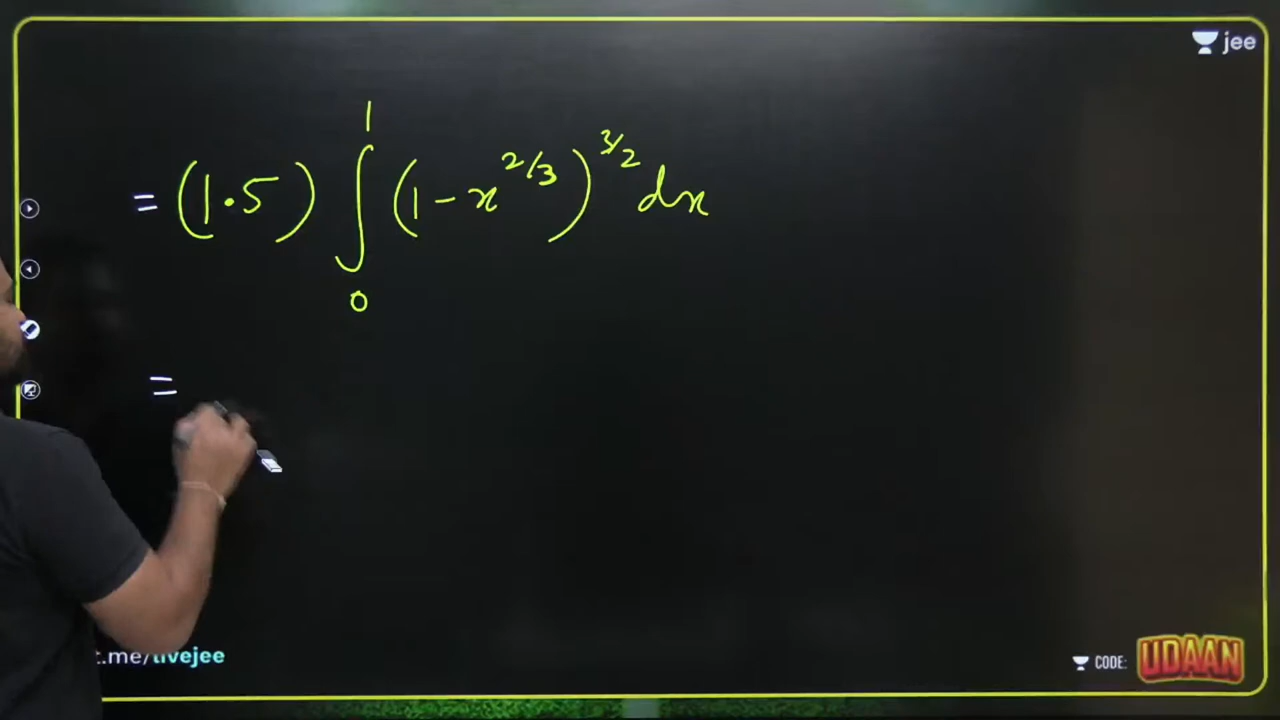 jee
= (1.5) ∫₀¹ (1 - x^{2/3})^{3/2} dx
=
t.me/livejee
CODE: UDAAN